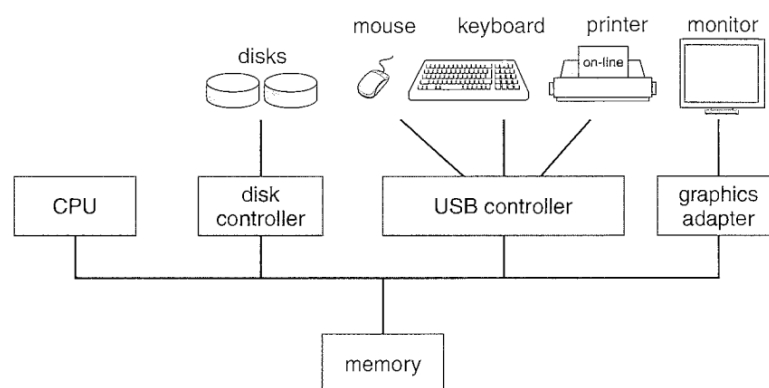 mouse
keyboard
printer
monitor
disks
on-line
CPU
disk
controller
USB controller
graphics
adapter
memory